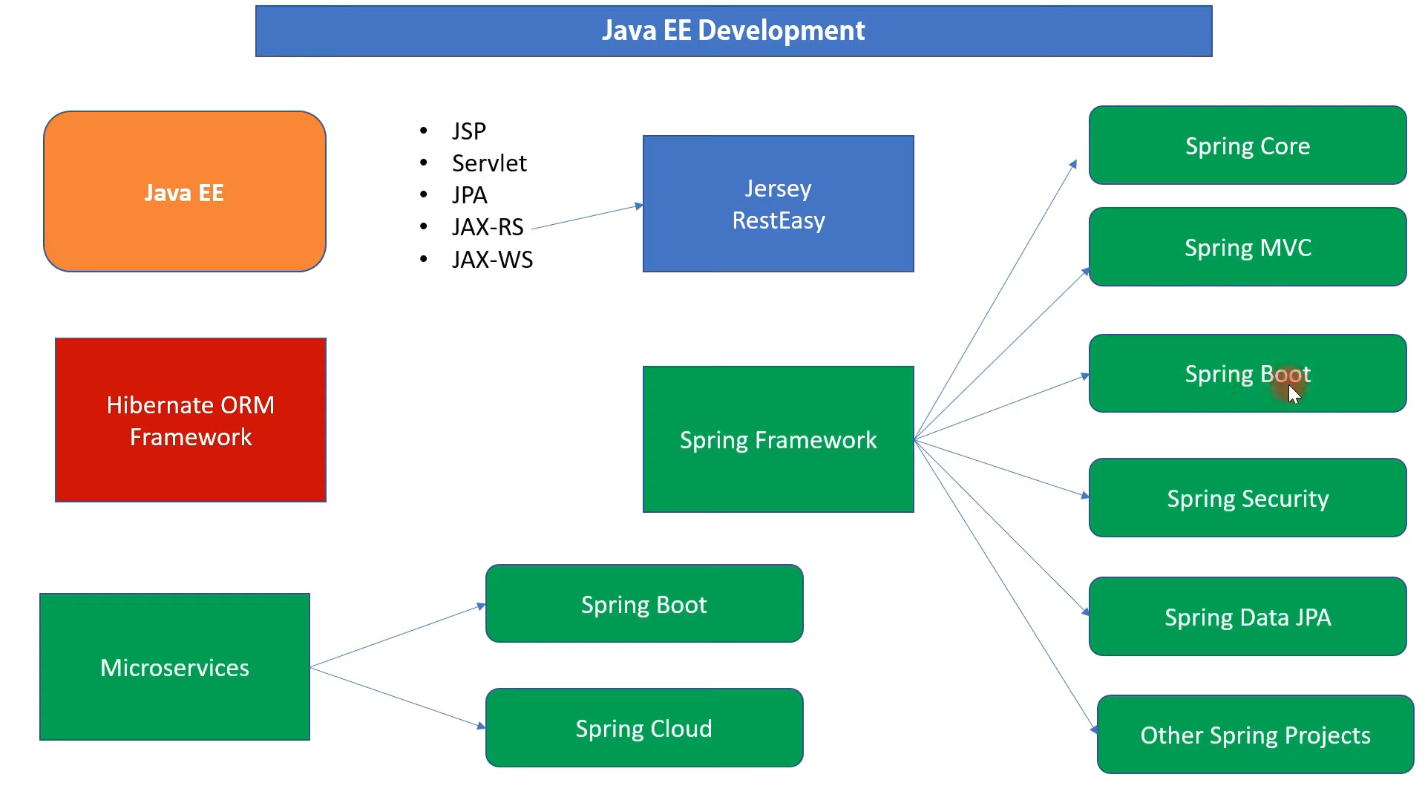 Java EE Development
Java EE
• JSP
• Servlet
• JPA
• JAX-RS
• JAX-WS
Jersey
RestEasy
Spring Core
Spring MVC
Spring Boot
Spring Security
Spring Data JPA
Other Spring Projects
Hibernate ORM
Framework
Spring Framework
Microservices
Spring Boot
Spring Cloud